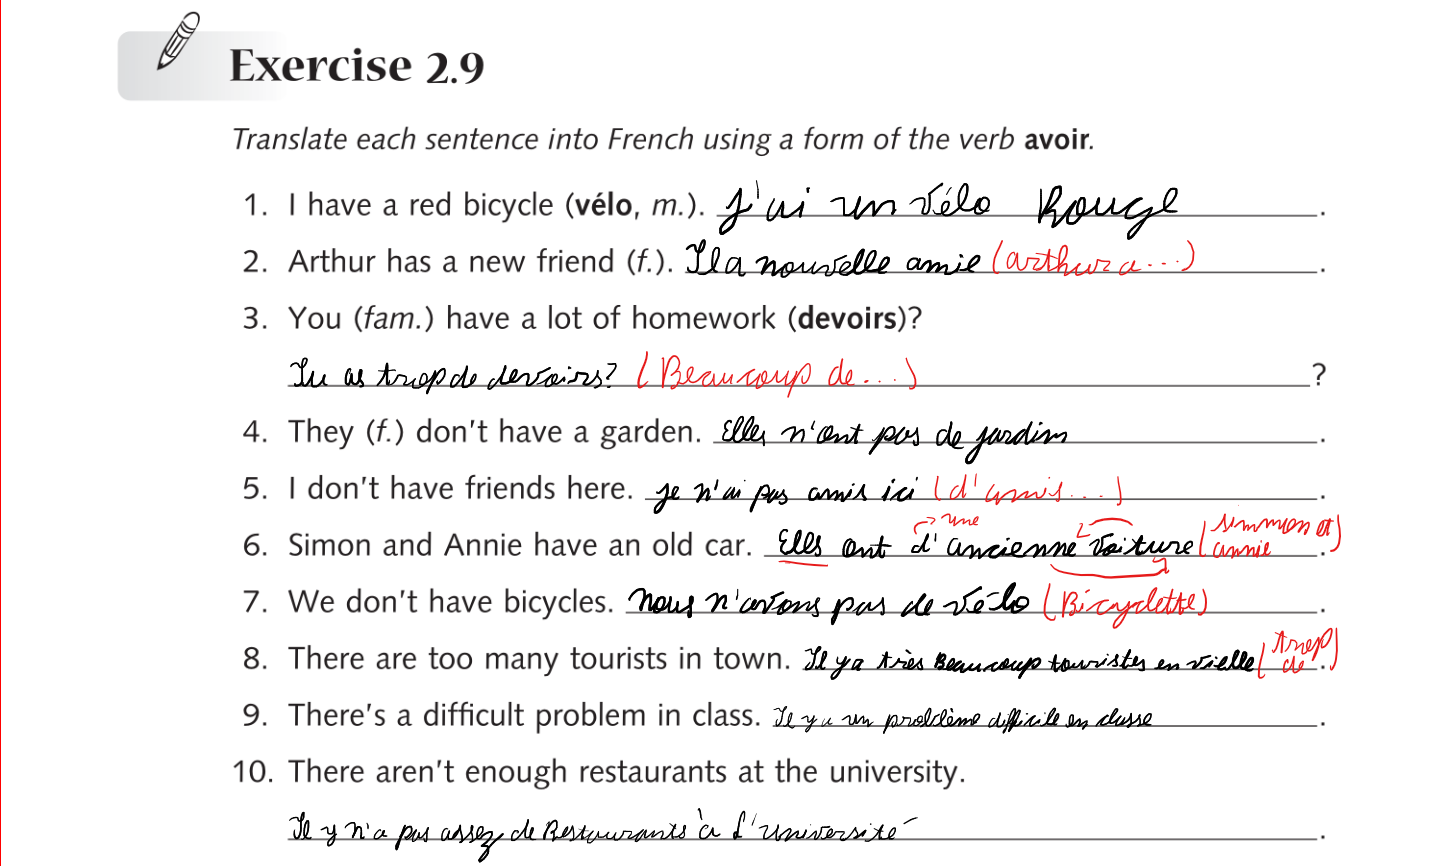 Exercise 2.9
Translate each sentence into French using a form of the verb avoir.
1. I have a red bicycle (vélo, m.). J'ai un vélo Rouge.
2. Arthur has a new friend (f.). Il a nouvelle amie (arthur a...).
3. You (fam.) have a lot of homework (devoirs)?
Tu as trop de devoirs? (Beaucoup de...)?
4. They (f.) don't have a garden. Elles n'ont pas de jardin.
5. I don't have friends here. je n'ai pas amis ici (d'amis...).
6. Simon and Annie have an old car. Elles ont d'ancienne voiture (simmon et annie).
une
2
7. We don't have bicycles. Nous n'avons pas de vélo (Bicyclette).
8. There are too many tourists in town. Il y a très Beaucoup touristes en vielle (trop de).
9. There's a difficult problem in class. Il y a un problème difficile en classe.
10. There aren't enough restaurants at the university.
Il y n'a pas assez de Restaurants à l'université.